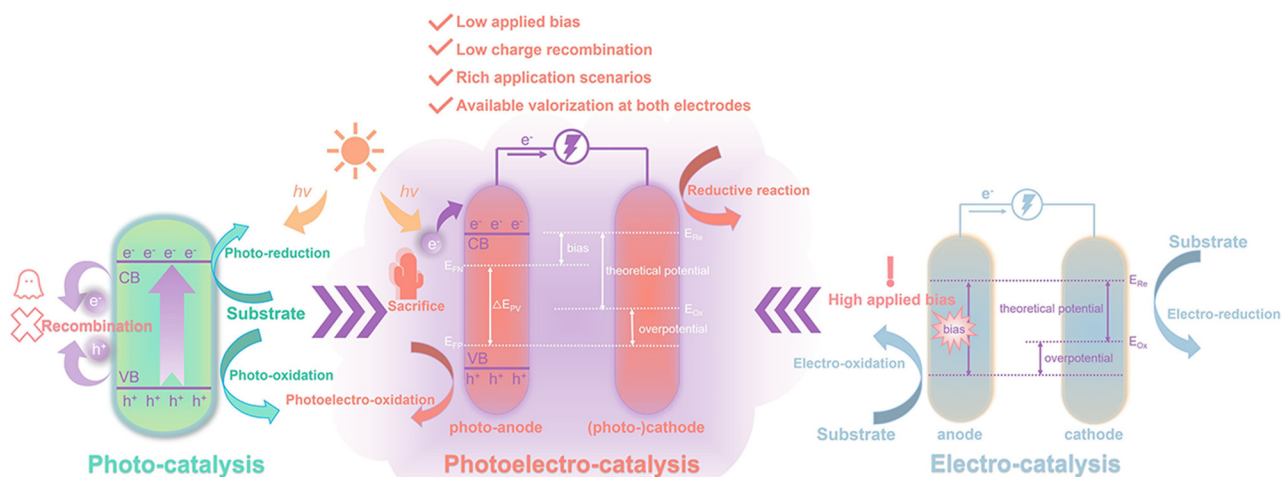 Low applied bias
Low charge recombination
Rich application scenarios
Available valorization at both electrodes
hν
hν
e⁻ e⁻ e⁻ e⁻
CB
e⁻
Recombination
h⁺
VB
h⁺ h⁺ h⁺ h⁺
Photo-reduction
Substrate
Photo-oxidation
Photo-catalysis
e⁻
e⁻
Sacrifice
Photoelectro-oxidation
e⁻ e⁻ e⁻
CB
E_FN
ΔE_PV
E_FP
VB
h⁺ h⁺ h⁺
bias
theoretical potential
overpotential
E_Re
E_Ox
Reductive reaction
photo-anode
(photo-)cathode
Photoelectro-catalysis
High applied bias
e⁻
Substrate
Electro-reduction
E_Re
theoretical potential
bias
E_Ox
overpotential
Electro-oxidation
Substrate
anode
cathode
Electro-catalysis